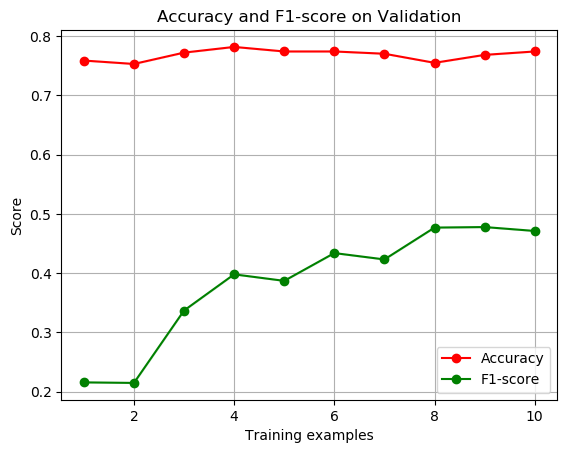 Accuracy and F1-score on Validation
0.8
0.7
0.6
0.5
0.4
0.3
0.2
Score
2
4
6
8
10
Training examples
Accuracy
F1-score